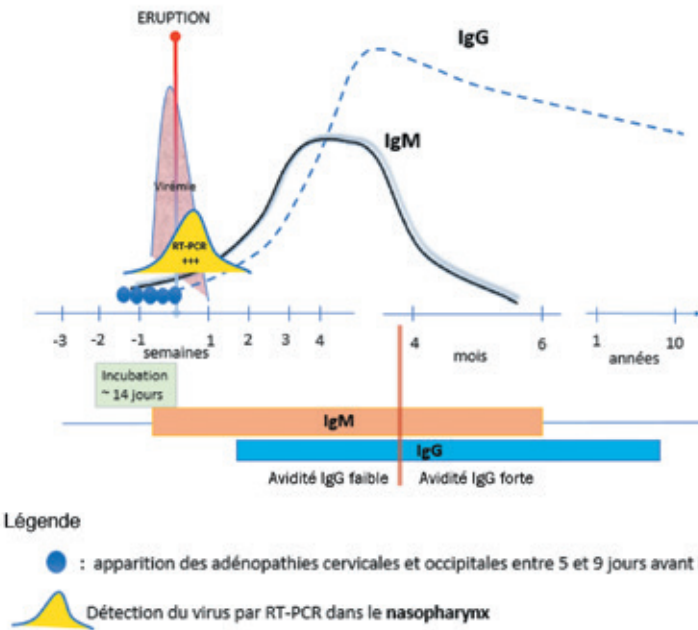 ERUPTION
IgG
IgM
Virémie
RT-PCR
+++
-3 -2 -1 1 2 3 4 4 6 1 10
semaines mois années
Incubation
~ 14 jours
IgM
IgG
Avidité IgG faible Avidité IgG forte
Légende
: apparition des adénopathies cervicales et occipitales entre 5 et 9 jours avant
Détection du virus par RT-PCR dans le nasopharynx